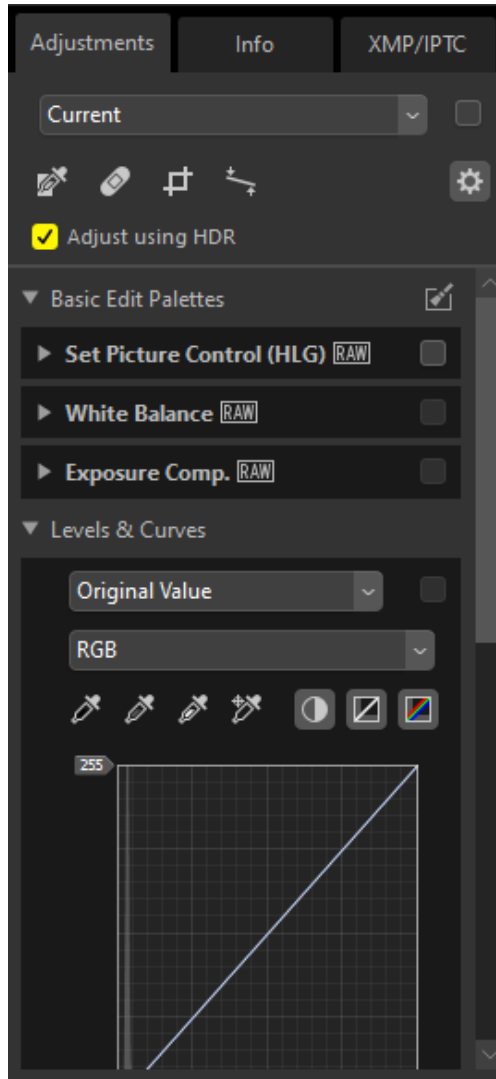 Adjustments Info XMP/IPTC
Current
Adjust using HDR
Basic Edit Palettes
Set Picture Control (HLG) RAW
White Balance RAW
Exposure Comp. RAW
Levels & Curves
Original Value
RGB
255